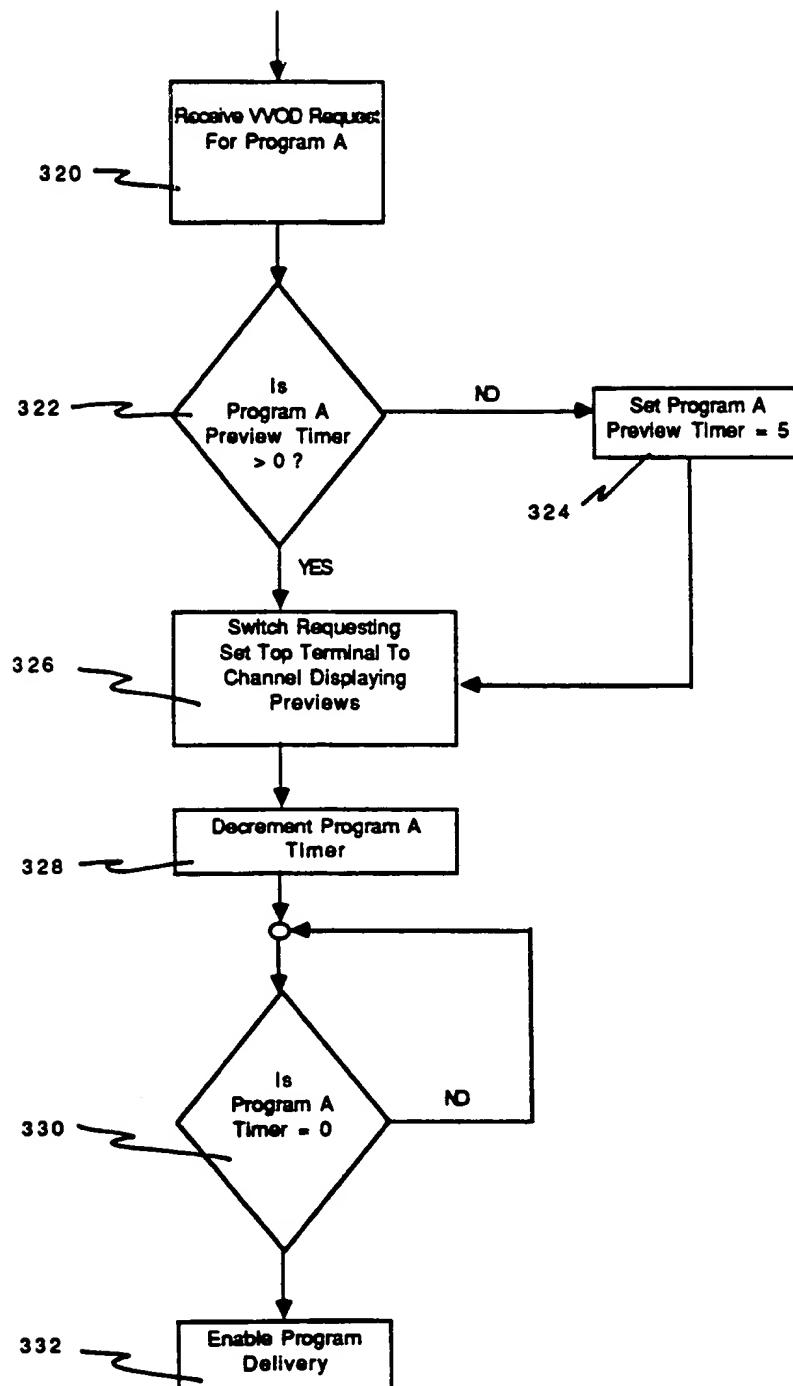 Receive VVOD Request
For Program A
320
Is
Program A
Preview Timer
> 0 ?
322
NO
Set Program A
Preview Timer = 5
324
YES
Switch Requesting
Set Top Terminal To
Channel Displaying
Previews
326
Decrement Program A
Timer
328
Is
Program A
Timer = 0
330
NO
Enable Program
Delivery
332